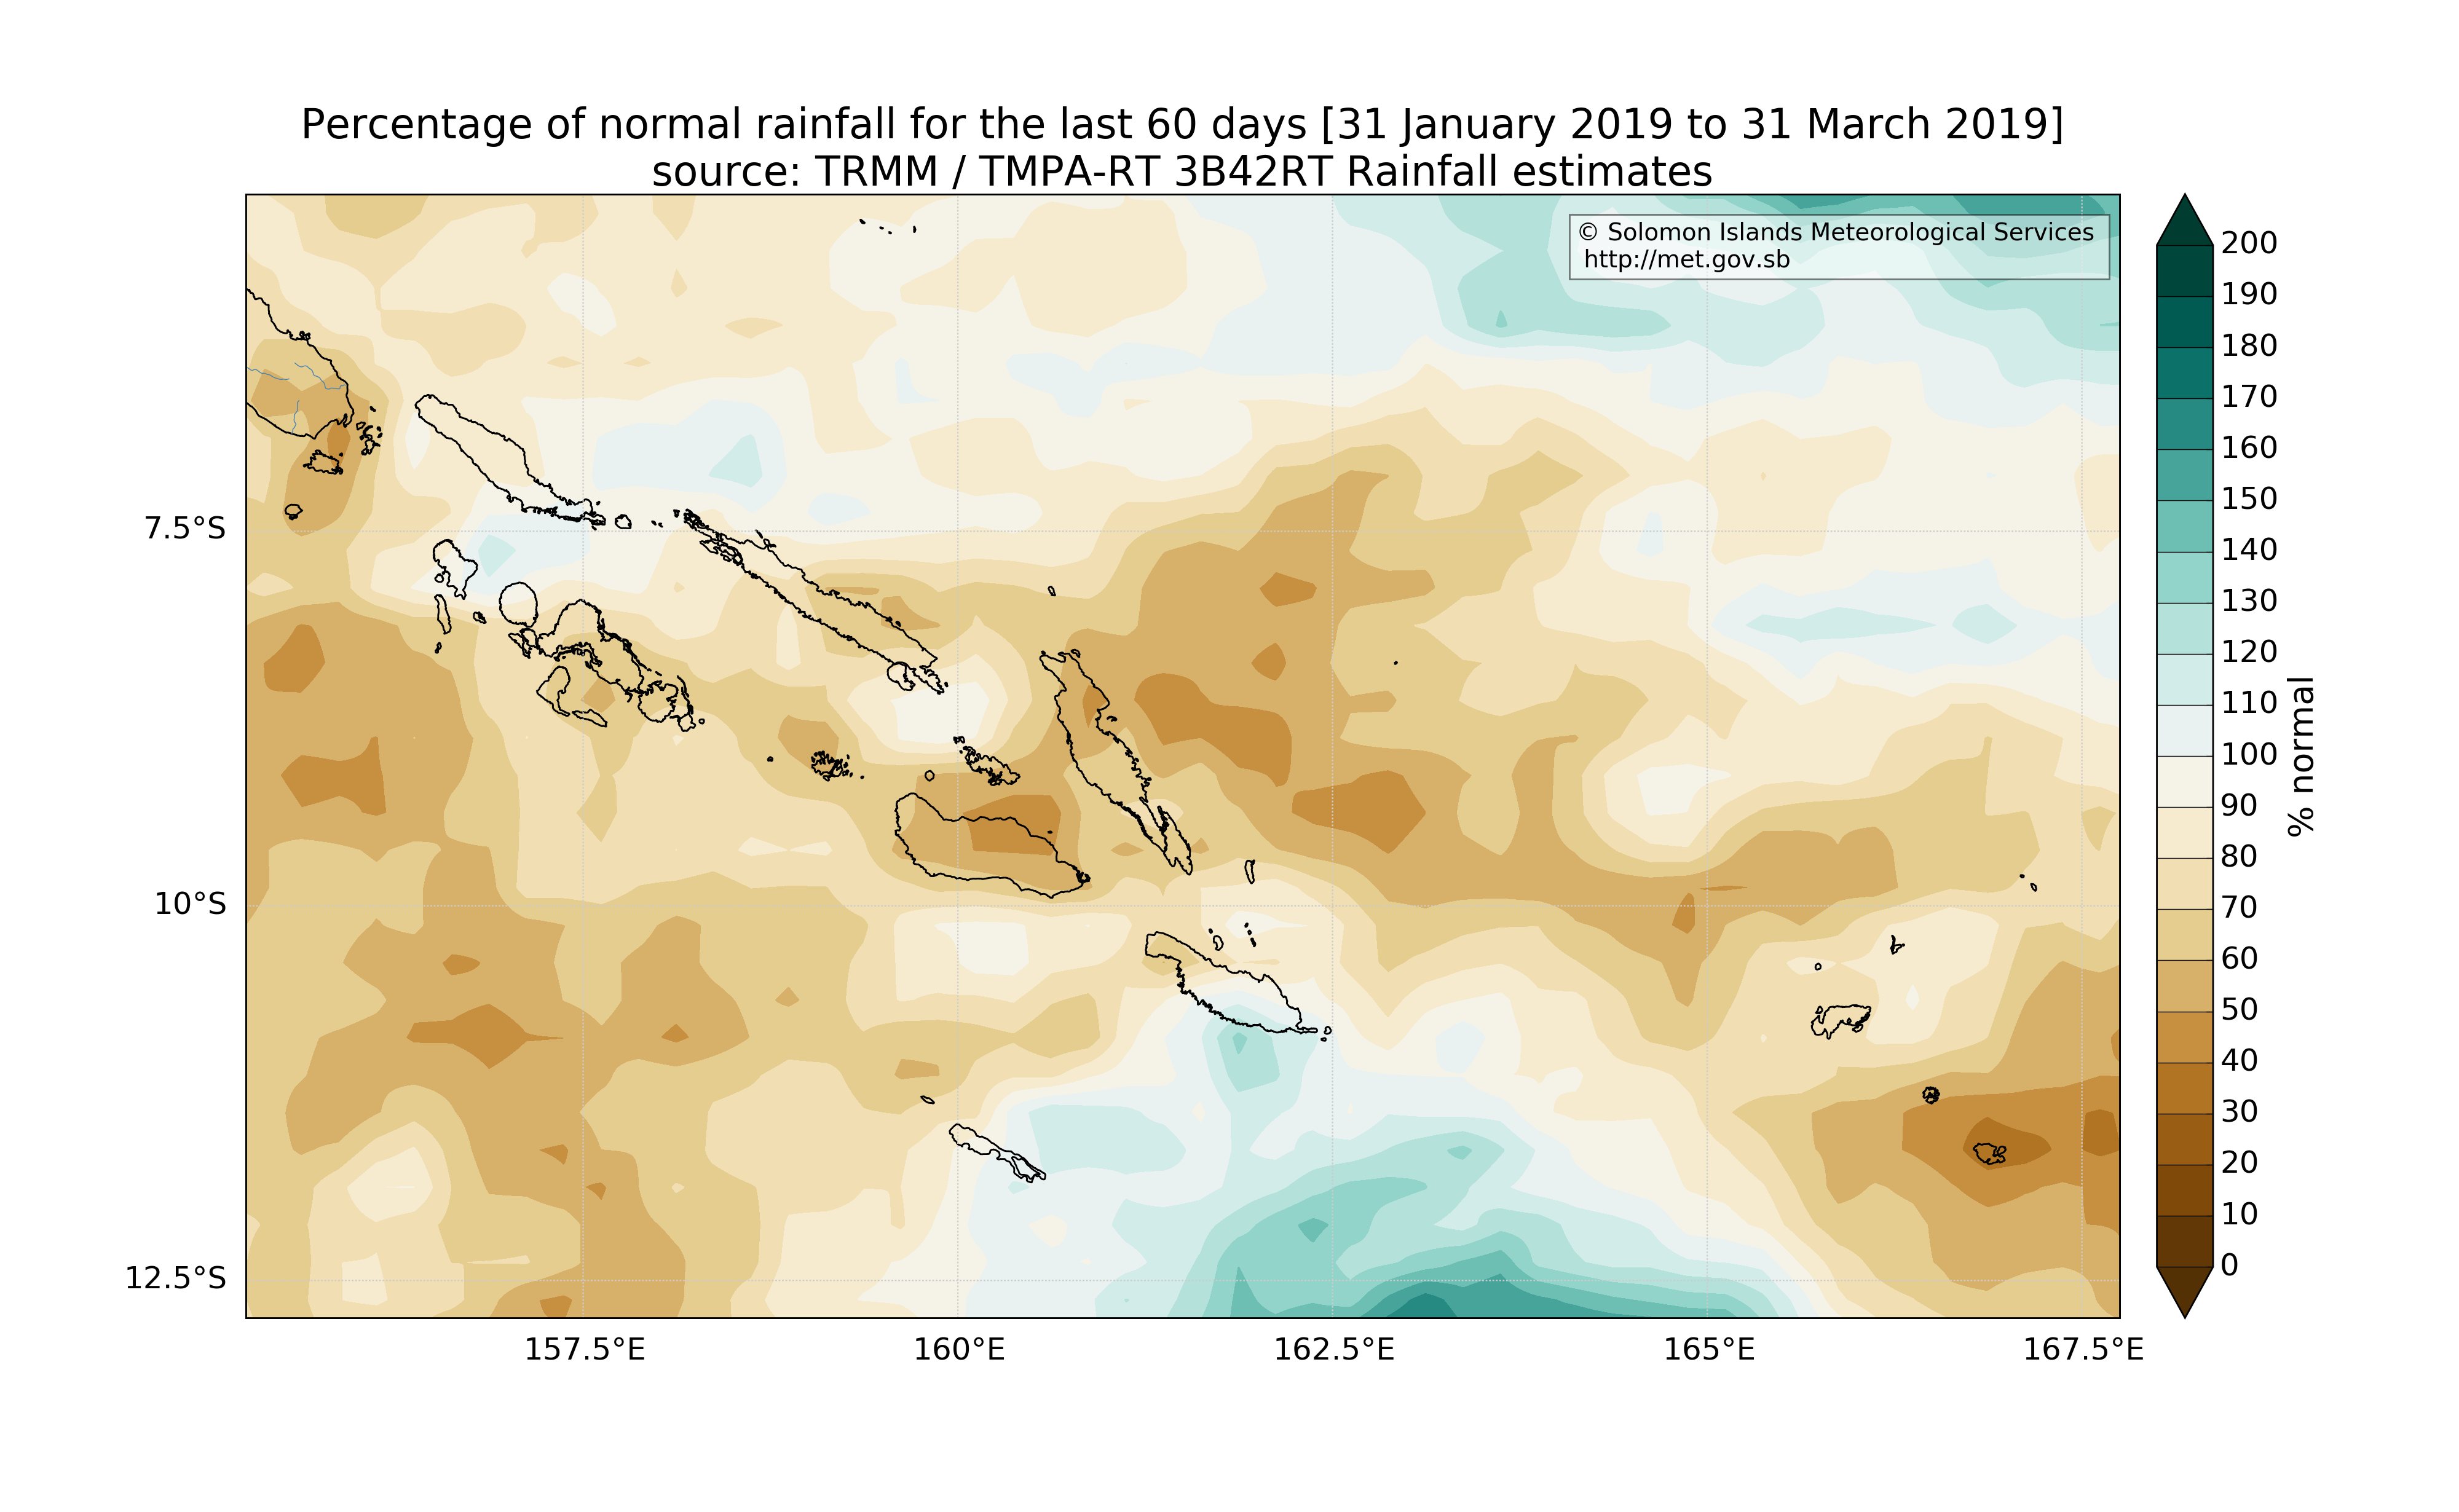 Percentage of normal rainfall for the last 60 days [31 January 2019 to 31 March 2019]
source: TRMM / TMPA-RT 3B42RT Rainfall estimates
© Solomon Islands Meteorological Services
http://met.gov.sb
7.5°S
10°S
12.5°S
157.5°E
160°E
162.5°E
165°E
167.5°E
200
190
180
170
160
150
140
130
120
110
100
90
80
70
60
50
40
30
20
10
0
% normal